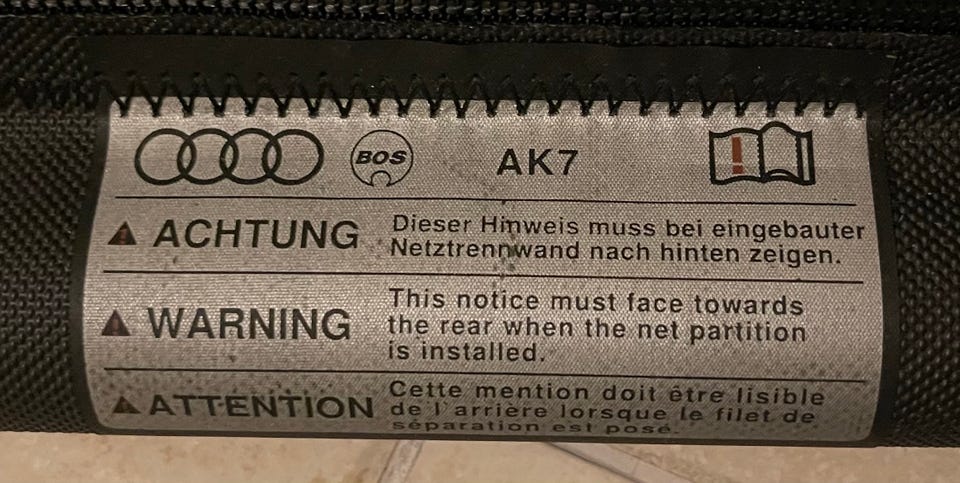 BOS AK7
ACHTUNG Dieser Hinweis muss bei eingebauter
Netztrennwand nach hinten zeigen.
WARNING This notice must face towards
the rear when the net partition
is installed.
ATTENTION Cette mention doit être lisible
de l'arrière lorsque le filet de
séparation est posé.